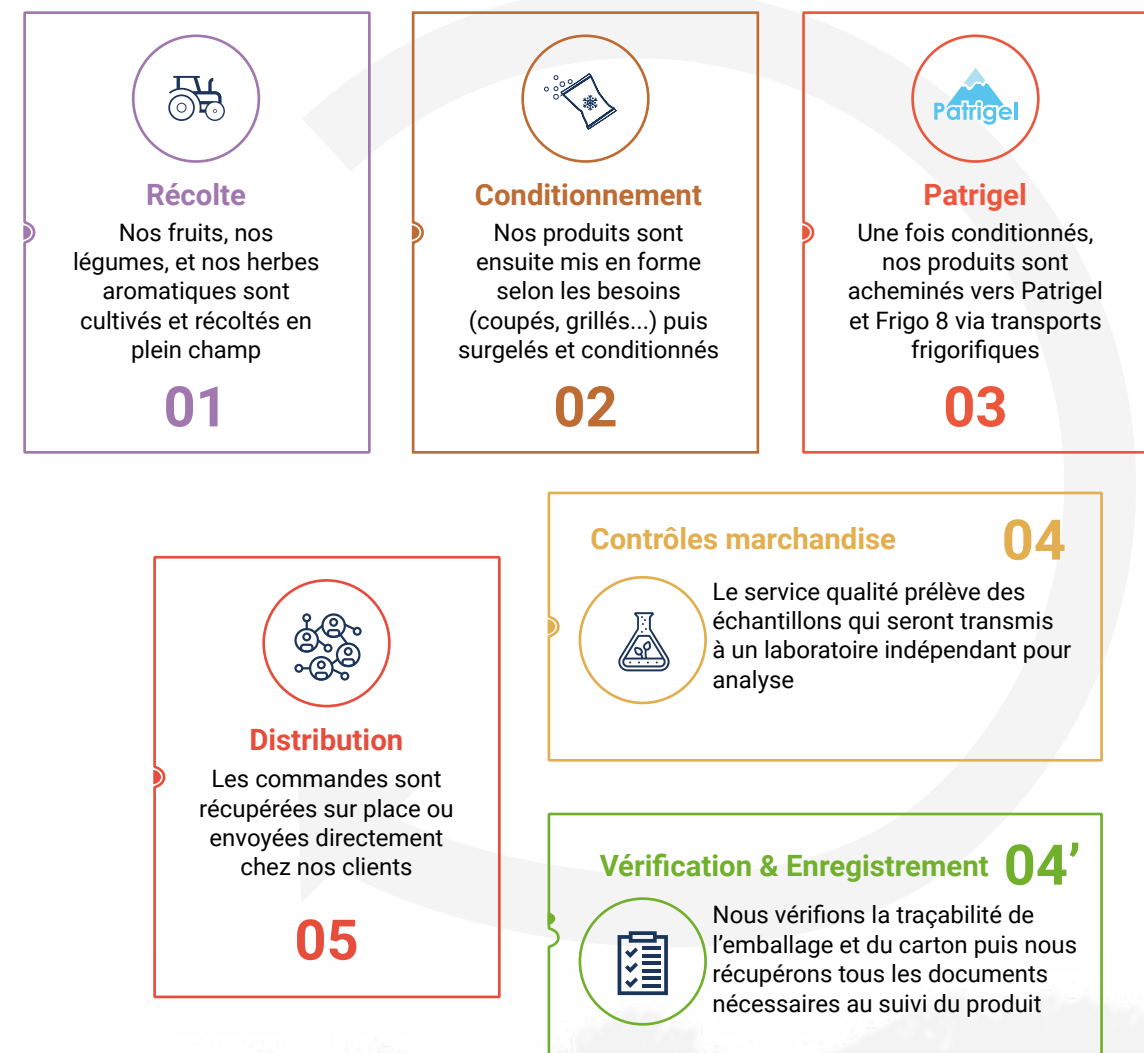 Récolte
Nos fruits, nos
légumes, et nos herbes
aromatiques sont
cultivés et récoltés en
plein champ
01
Conditionnement
Nos produits sont
ensuite mis en forme
selon les besoins
(coupés, grillés...) puis
surgelés et conditionnés
02
Patrigel
Patrigel
Une fois conditionnés,
nos produits sont
acheminés vers Patrigel
et Frigo 8 via transports
frigorifiques
03
Contrôles marchandise
04
Le service qualité prélève des
échantillons qui seront transmis
à un laboratoire indépendant pour
analyse
Vérification & Enregistrement
04’
Nous vérifions la traçabilité de
l’emballage et du carton puis nous
récupérons tous les documents
nécessaires au suivi du produit
Distribution
Les commandes sont
récupérées sur place ou
envoyées directement
chez nos clients
05